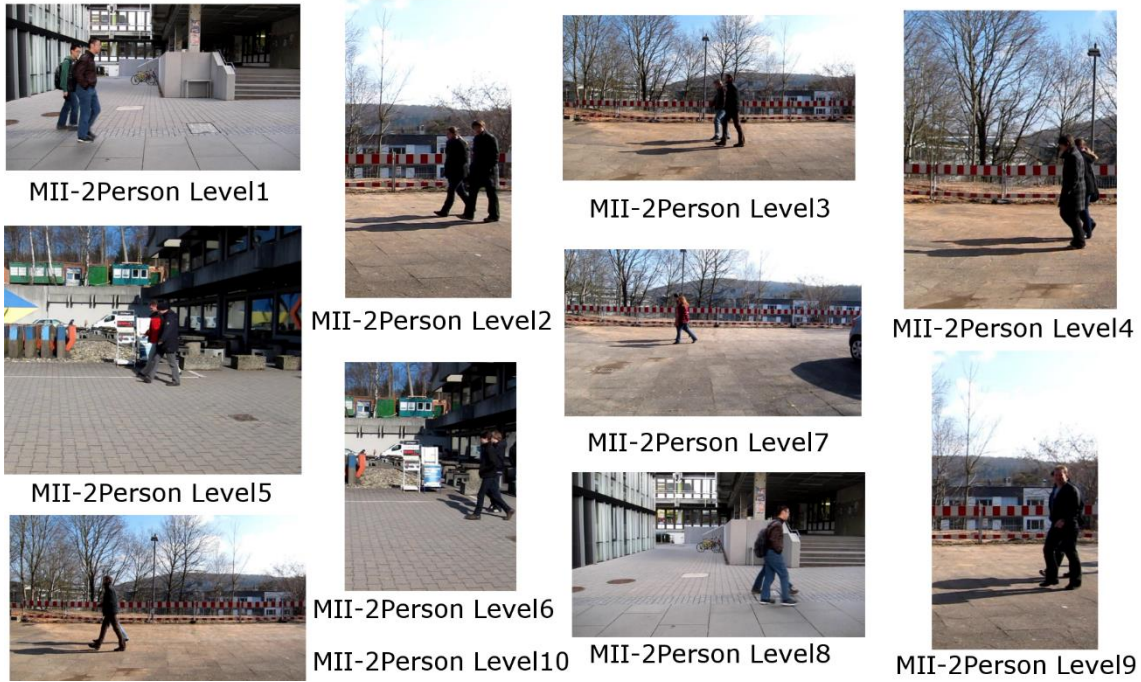 MII-2Person Level1
MII-2Person Level2
MII-2Person Level3
MII-2Person Level4
MII-2Person Level5
MII-2Person Level6
MII-2Person Level7
MII-2Person Level8
MII-2Person Level9
MII-2Person Level10